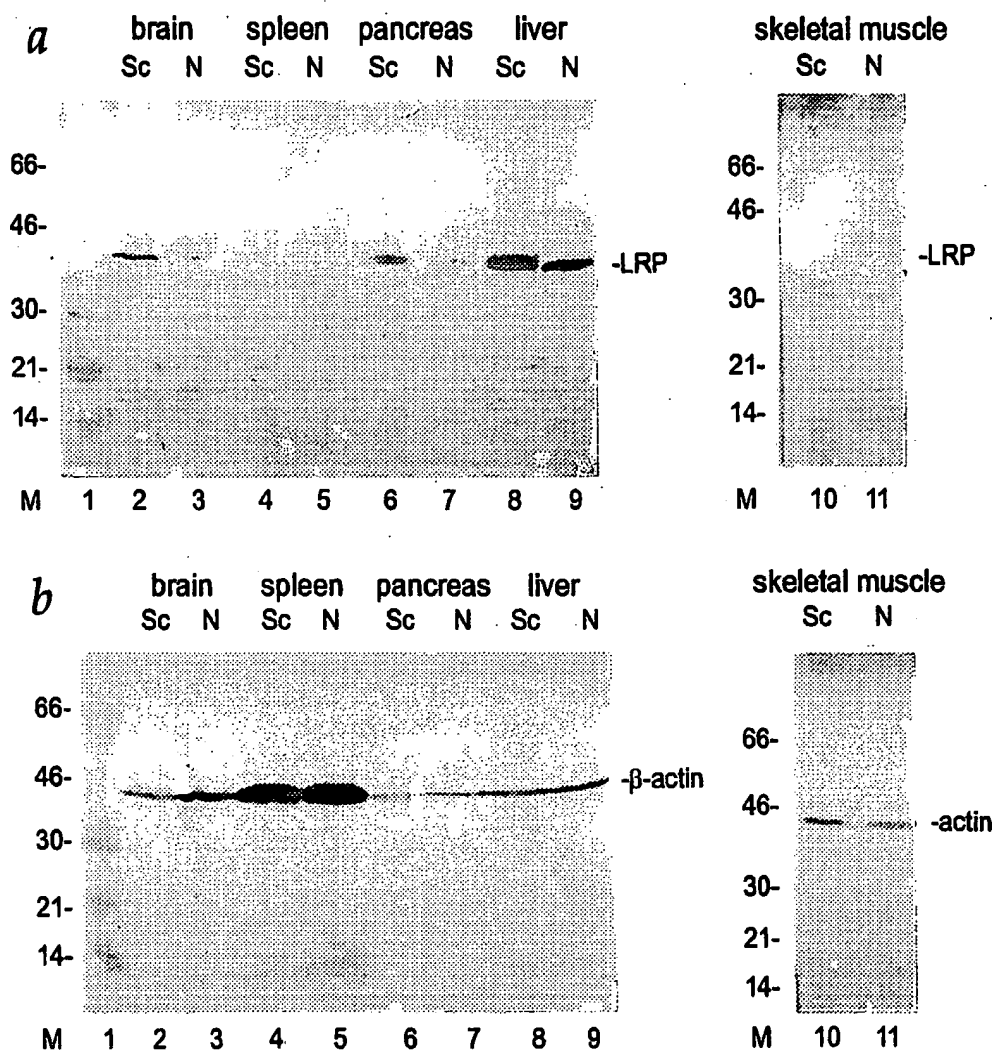 a
brain spleen pancreas liver skeletal muscle
Sc N Sc N Sc N Sc N Sc N
66- 66-
46- 46-
-LRP -LRP
30- 30-
21- 21-
14- 14-
M 1 2 3 4 5 6 7 8 9 M 10 11
b
brain spleen pancreas liver skeletal muscle
Sc N Sc N Sc N Sc N Sc N
66- 66-
46- -β-actin 46-
-actin
30- 30-
21- 21-
14- 14-
M 1 2 3 4 5 6 7 8 9 M 10 11